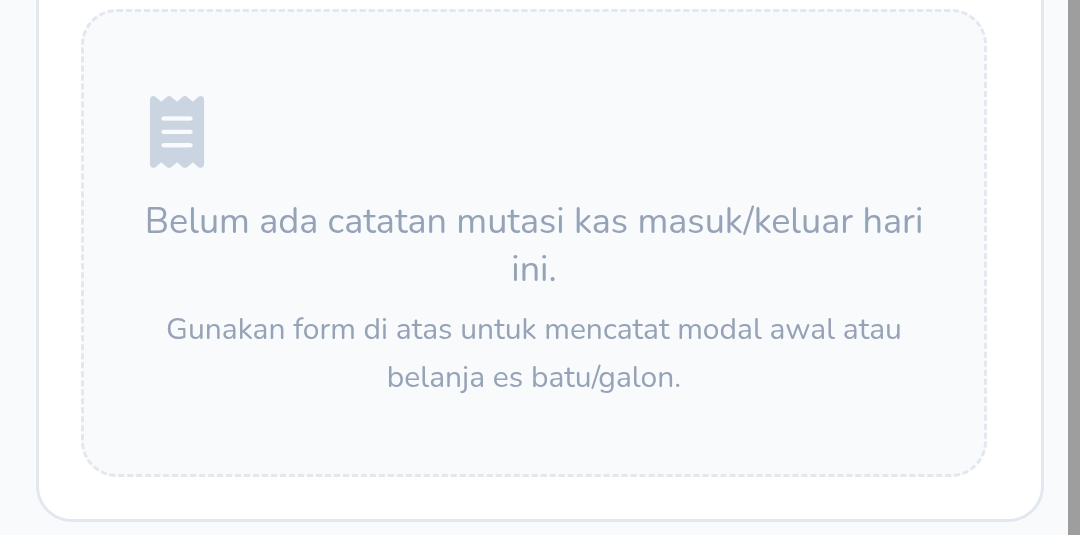 Belum ada catatan mutasi kas masuk/keluar hari
ini.
Gunakan form di atas untuk mencatat modal awal atau
belanja es batu/galon.